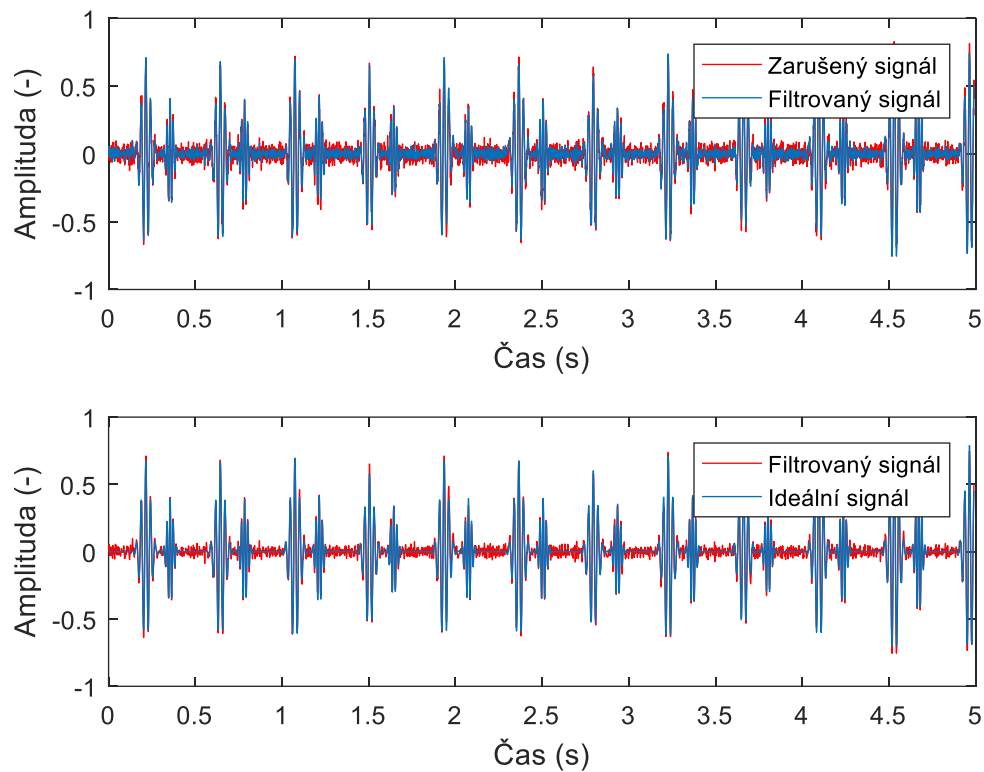 1
0.5
0
-0.5
-1
Amplituda (-)
Zarušený signál
Filtrovaný signál
0 0.5 1 1.5 2 2.5 3 3.5 4 4.5 5
Čas (s)
1
0.5
0
-0.5
-1
Amplituda (-)
Filtrovaný signál
Ideální signál
0 0.5 1 1.5 2 2.5 3 3.5 4 4.5 5
Čas (s)